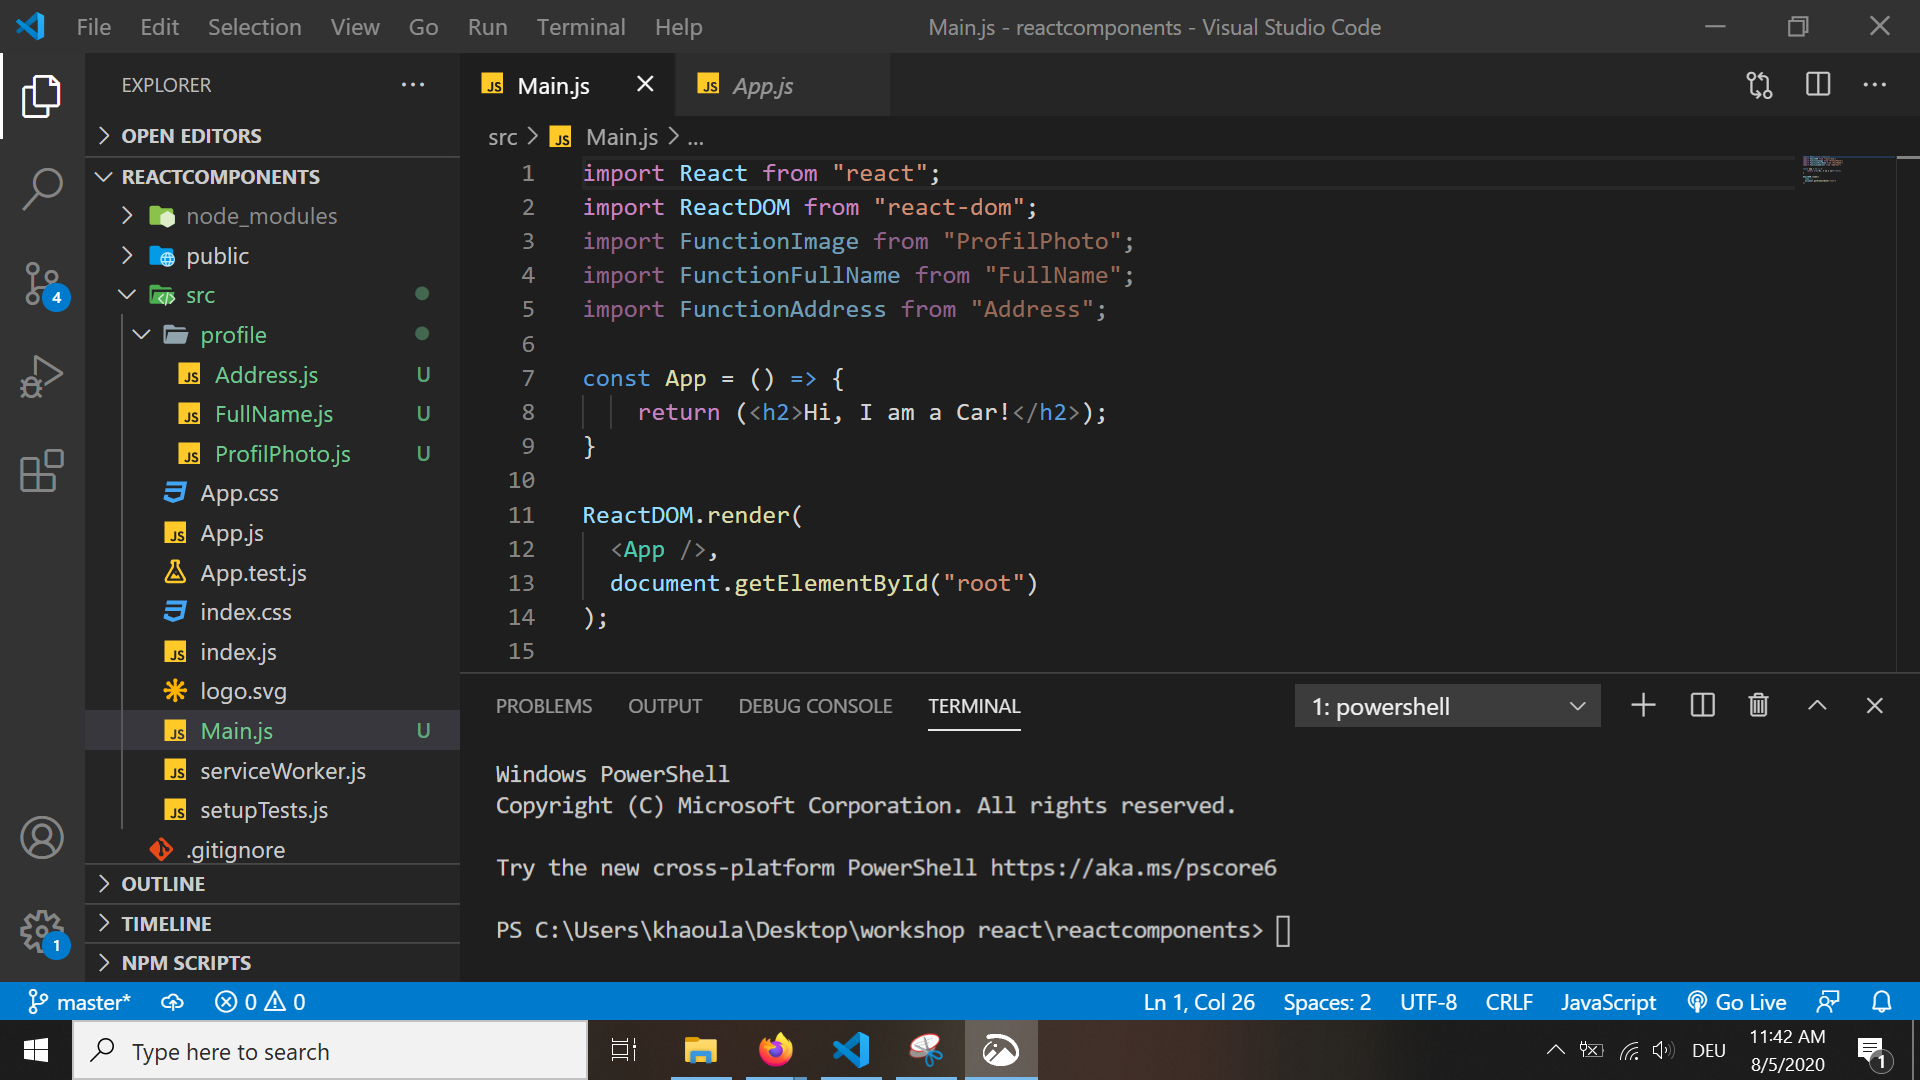 File Edit Selection View Go Run Terminal Help
Main.js - reactcomponents - Visual Studio Code
EXPLORER
OPEN EDITORS
REACTCOMPONENTS
node_modules
public
src
profile
Address.js U
FullName.js U
ProfilPhoto.js U
App.css
App.js
App.test.js
index.css
index.js
logo.svg
Main.js U
serviceWorker.js
setupTests.js
.gitignore
OUTLINE
TIMELINE
NPM SCRIPTS
4
1
JS Main.js
JS App.js
src > JS Main.js > ...
1 import React from "react";
2 import ReactDOM from "react-dom";
3 import FunctionImage from "ProfilPhoto";
4 import FunctionFullName from "FullName";
5 import FunctionAddress from "Address";
6
7 const App = () => {
8 return (<h2>Hi, I am a Car!</h2>);
9 }
10
11 ReactDOM.render(
12 <App />,
13 document.getElementById("root")
14 );
15
PROBLEMS OUTPUT DEBUG CONSOLE TERMINAL
1: powershell
Windows PowerShell
Copyright (C) Microsoft Corporation. All rights reserved.
Try the new cross-platform PowerShell https://aka.ms/pscore6
PS C:\Users\khaoula\Desktop\workshop react\reactcomponents>
master* 0 0
Ln 1, Col 26 Spaces: 2 UTF-8 CRLF JavaScript Go Live
Type here to search
DEU
11:42 AM
8/5/2020
1